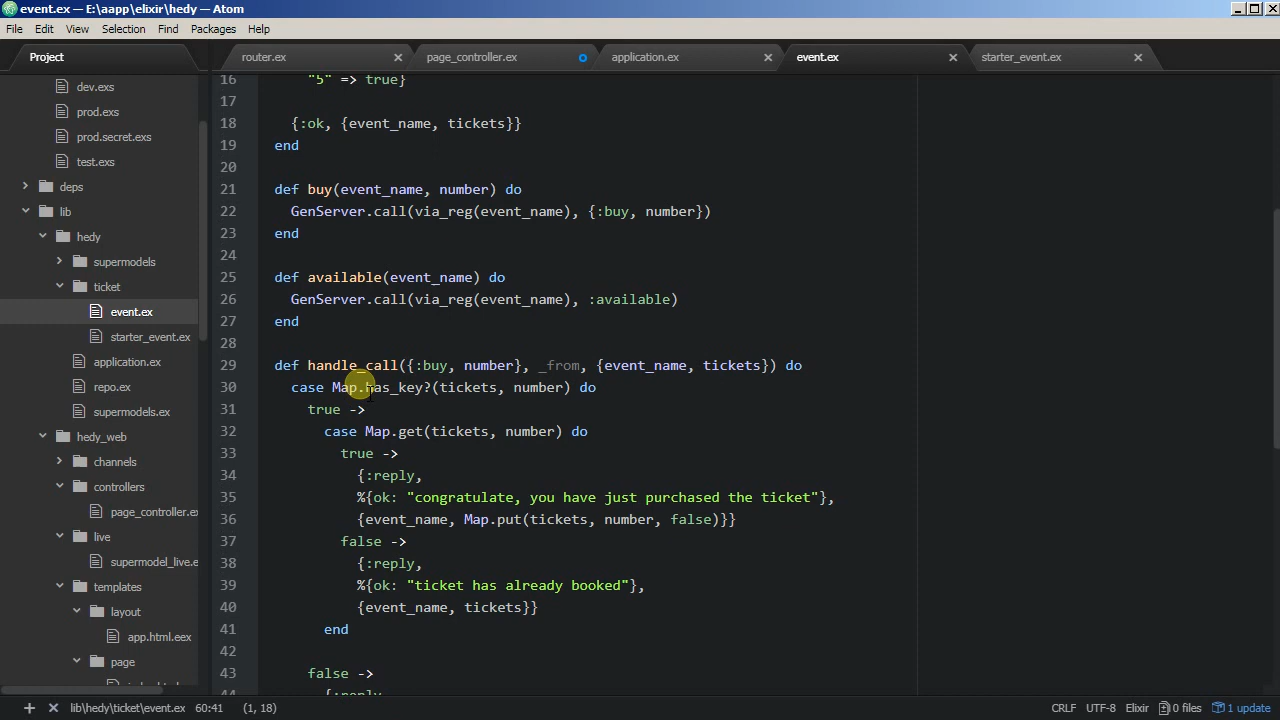 event.ex — E:\aapp\elixir\hedy — Atom
File Edit View Selection Find Packages Help
Project
router.ex page_controller.ex application.ex event.ex starter_event.ex
dev.exs
prod.exs
prod.secret.exs
test.exs
deps
lib
hedy
supermodels
ticket
event.ex
starter_event.ex
application.ex
repo.ex
supermodels.ex
hedy_web
channels
controllers
page_controller.ex
live
supermodel_live.e
templates
layout
app.html.eex
page
16 "5" => true}
17
18 {:ok, {event_name, tickets}}
19 end
20
21 def buy(event_name, number) do
22 GenServer.call(via_reg(event_name), {:buy, number})
23 end
24
25 def available(event_name) do
26 GenServer.call(via_reg(event_name), :available)
27 end
28
29 def handle_call({:buy, number}, _from, {event_name, tickets}) do
30 case Map.has_key?(tickets, number) do
31 true ->
32 case Map.get(tickets, number) do
33 true ->
34 {:reply,
35 %{ok: "congratulate, you have just purchased the ticket"},
36 {event_name, Map.put(tickets, number, false)}}
37 false ->
38 {:reply,
39 %{ok: "ticket has already booked"},
40 {event_name, tickets}}
41 end
42
43 false ->
44 {:reply
lib\hedy\ticket\event.ex 60:41 (1, 18) CRLF UTF-8 Elixir 0 files 1 update